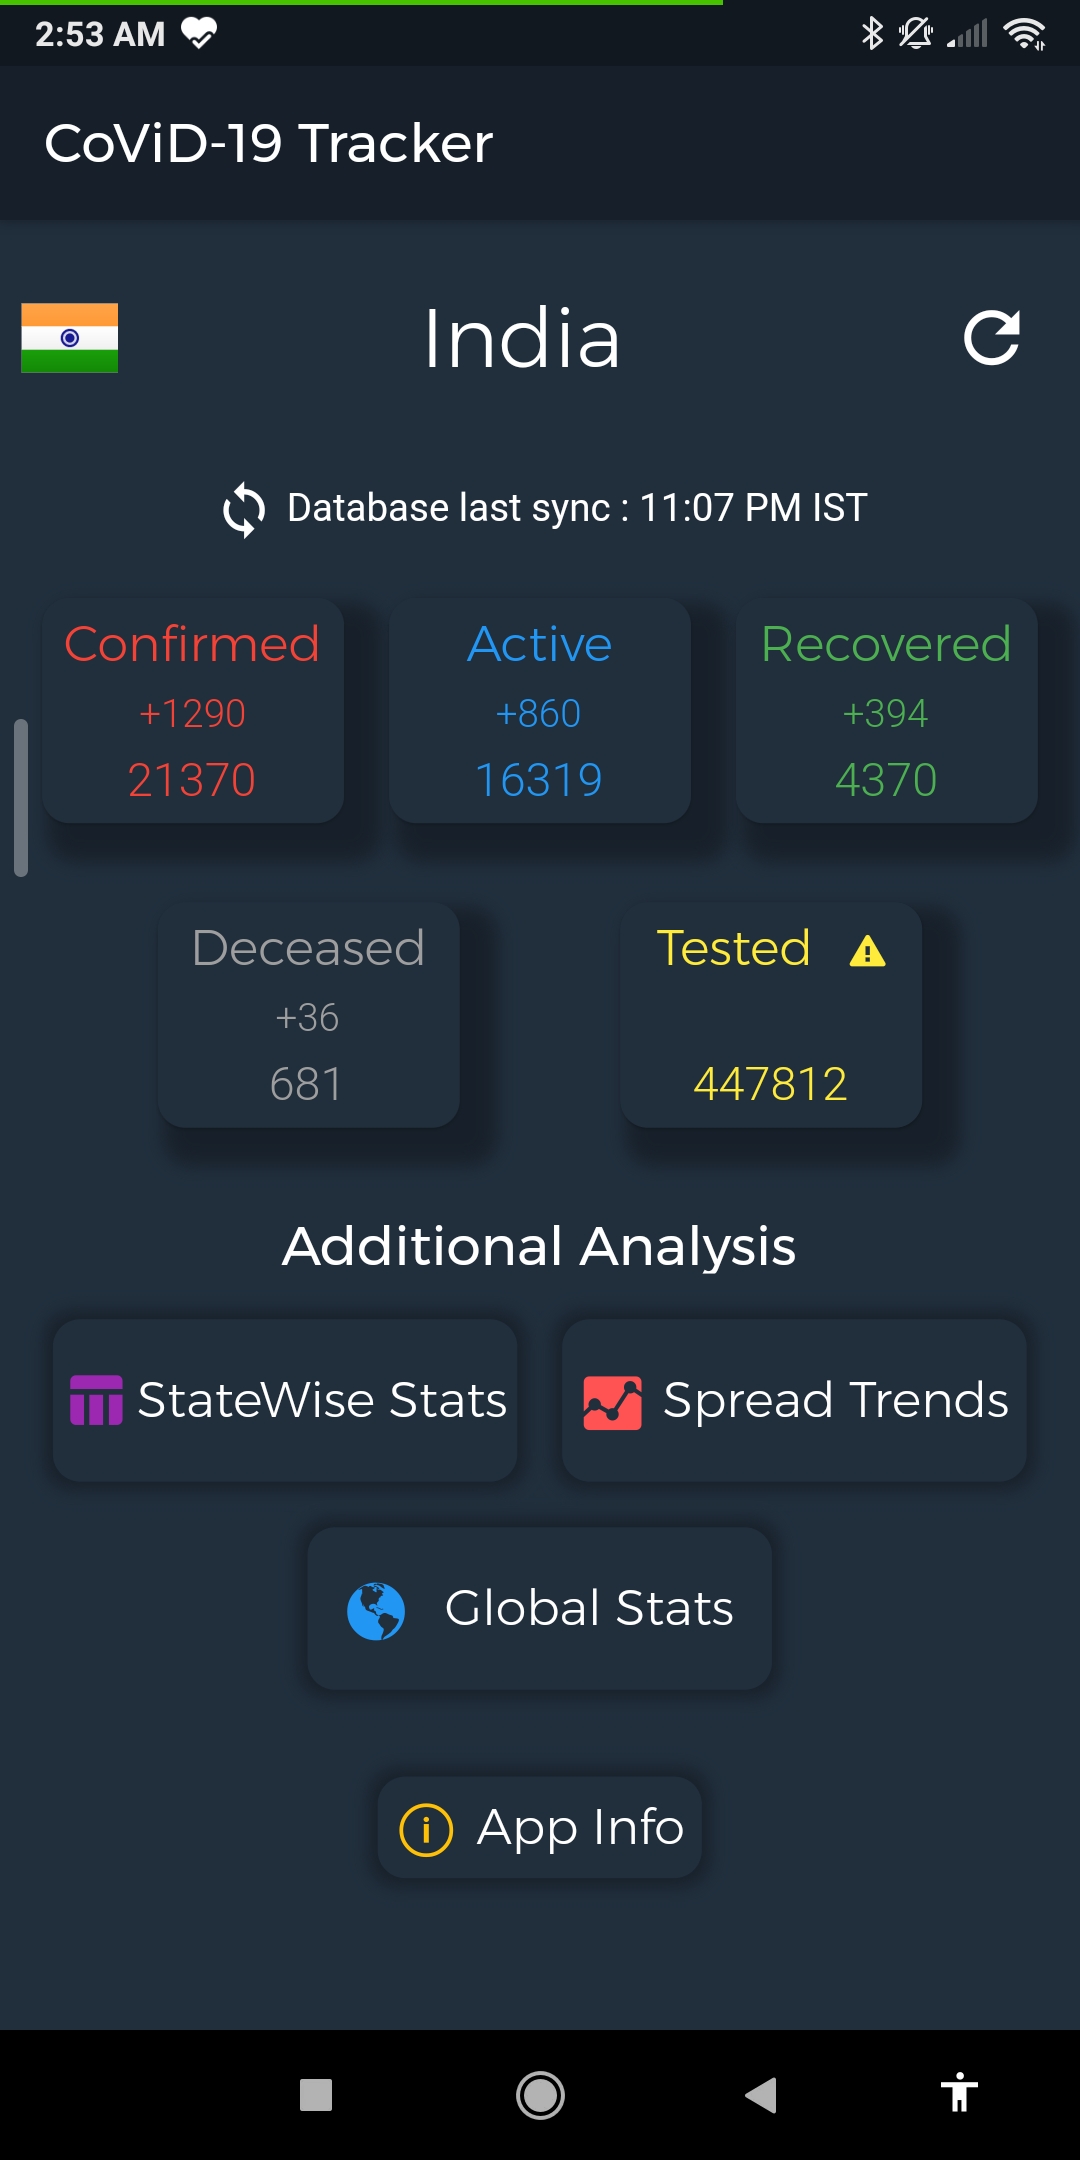 2:53 AM
CoViD-19 Tracker
India
Database last sync : 11:07 PM IST
Confirmed
+1290
21370
Active
+860
16319
Recovered
+394
4370
Deceased
+36
681
Tested
447812
Additional Analysis
StateWise Stats
Spread Trends
Global Stats
App Info